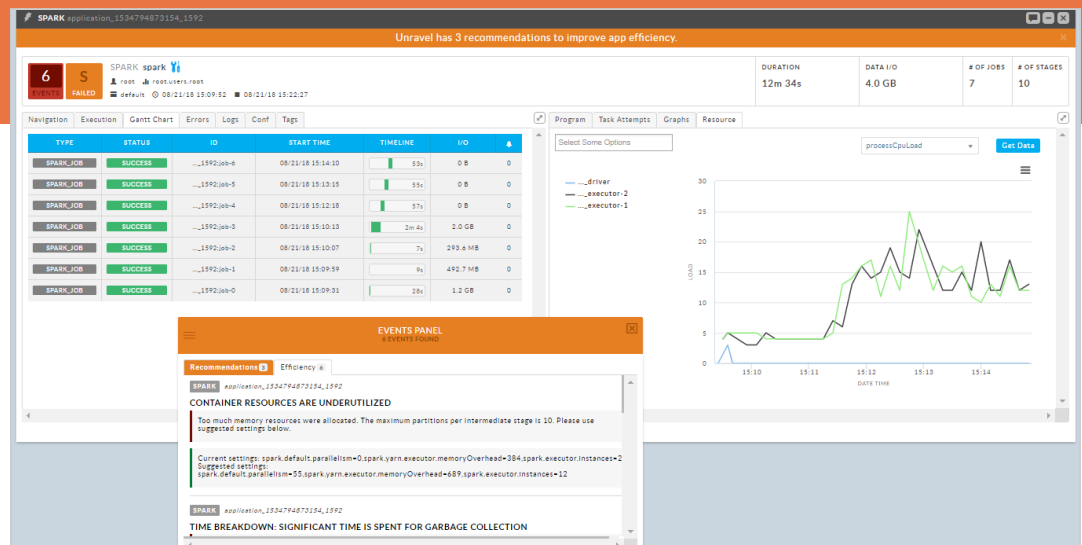 SPARK application_1534794873154_1592
Unravel has 3 recommendations to improve app efficiency.
6
EVENTS
S
FAILED
SPARK spark
root root.users.root
default 08/21/18 15:09:52 08/21/18 15:22:27
DURATION
12m 34s
DATA I/O
4.0 GB
# OF JOBS
7
# OF STAGES
10
Navigation Execution Gantt Chart Errors Logs Conf Tags
TYPE STATUS ID START TIME TIMELINE I/O
SPARK_JOB SUCCESS ..._1592;job-6 08/21/18 15:14:10 53s 0 B 0
SPARK_JOB SUCCESS ..._1592;job-5 08/21/18 15:13:15 55s 0 B 0
SPARK_JOB SUCCESS ..._1592;job-4 08/21/18 15:12:18 57s 0 B 0
SPARK_JOB SUCCESS ..._1592;job-3 08/21/18 15:10:13 2m 4s 2.0 GB 0
SPARK_JOB SUCCESS ..._1592;job-2 08/21/18 15:10:07 7s 293.6 MB 0
SPARK_JOB SUCCESS ..._1592;job-1 08/21/18 15:09:59 9s 492.7 MB 0
SPARK_JOB SUCCESS ..._1592;job-0 08/21/18 15:09:31 28s 1.2 GB 0
Program Task Attempts Graphs Resource
Select Some Options
processCpuLoad
Get Data
..._driver
..._executor-2
..._executor-1
30
25
20
15
10
5
0
LOAD
15:10 15:11 15:12 15:13 15:14
DATE TIME
EVENTS PANEL
6 EVENTS FOUND
Recommendations 3 Efficiency 6
SPARK application_1534794873154_1592
CONTAINER RESOURCES ARE UNDERUTILIZED
Too much memory resources were allocated. The maximum partitions per intermediate stage is 10. Please use
suggested settings below.
Current settings: spark.default.parallelism=0,spark.yarn.executor.memoryOverhead=384,spark.executor.instances=2
Suggested settings:
spark.default.parallelism=55,spark.yarn.executor.memoryOverhead=689,spark.executor.instances=12
SPARK application_1534794873154_1592
TIME BREAKDOWN: SIGNIFICANT TIME IS SPENT FOR GARBAGE COLLECTION